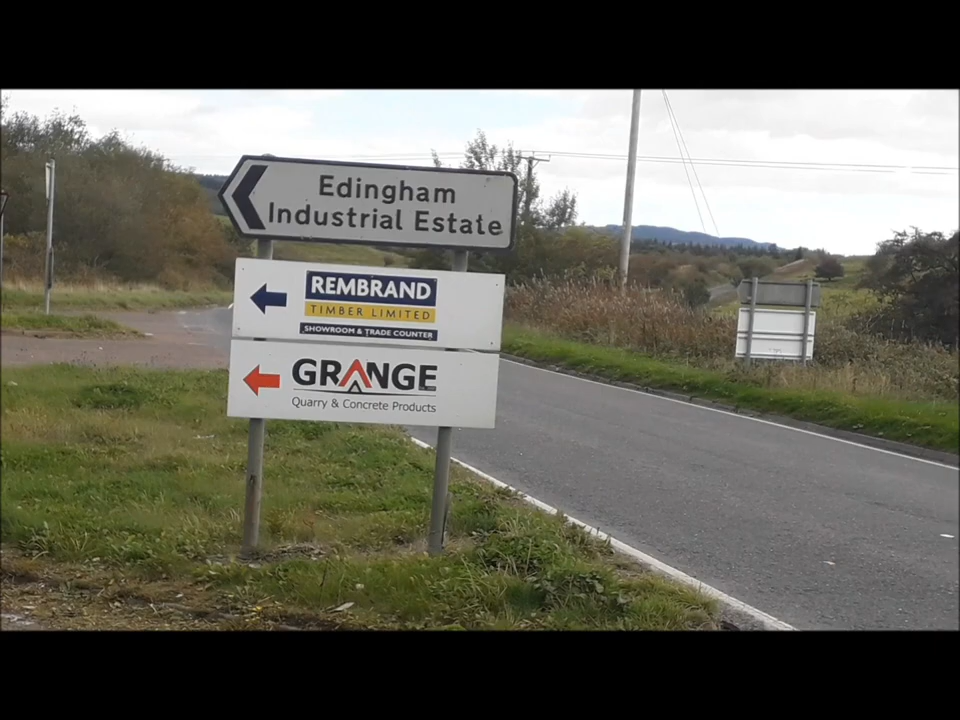 Edingham
Industrial Estate
REMBRAND
TIMBER LIMITED
SHOWROOM & TRADE COUNTER
GRANGE
Quarry & Concrete Products